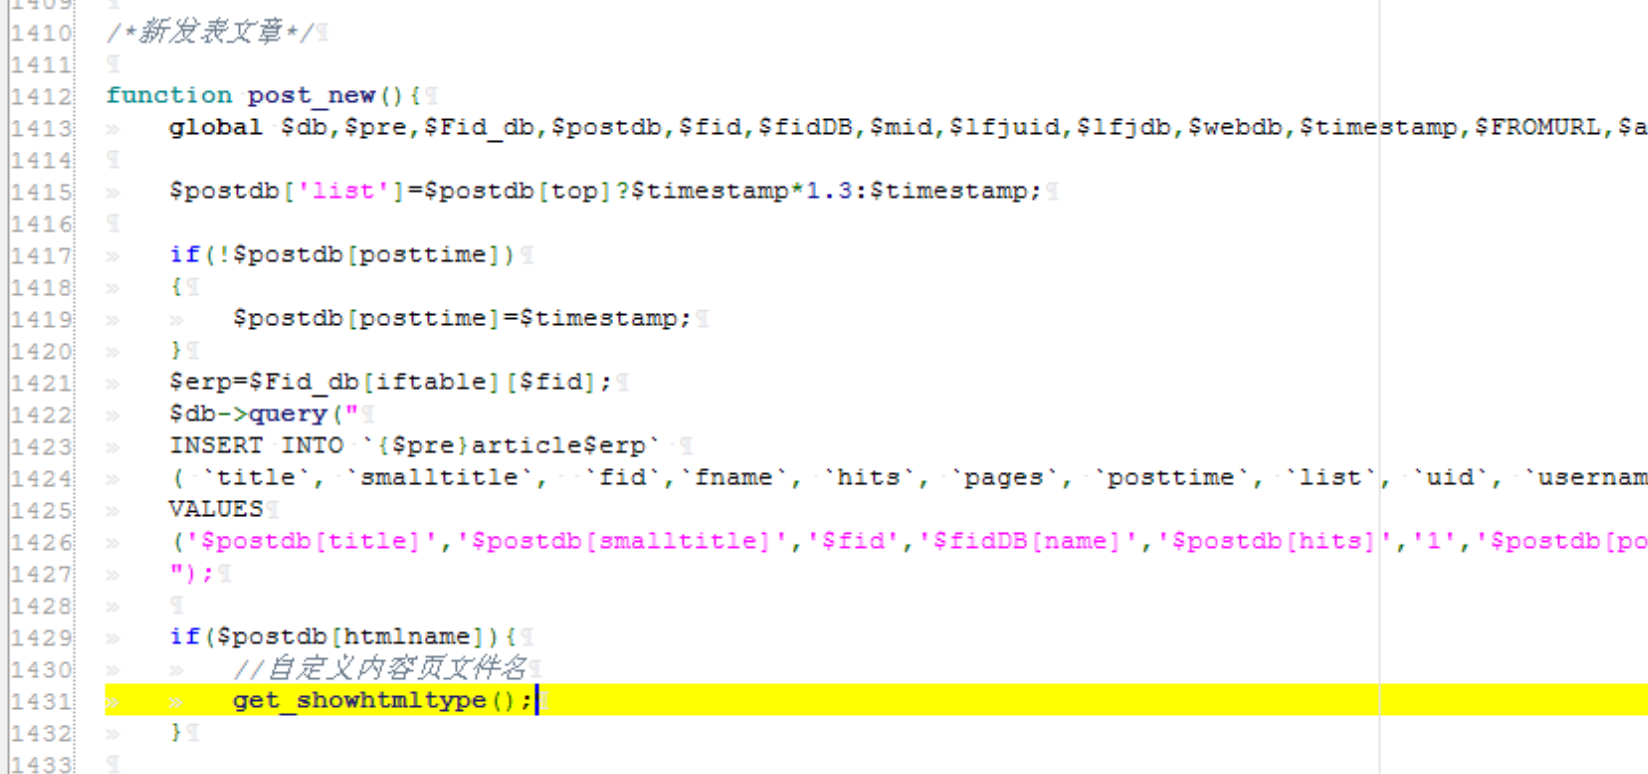 1409
1410 /*新发表文章*/
1411
1412 function post_new(){
1413 global $db,$pre,$Fid_db,$postdb,$fid,$fidDB,$mid,$lfjuid,$lfjdb,$webdb,$timestamp,$FROMURL,$a
1414
1415 $postdb['list']=$postdb[top]?$timestamp*1.3:$timestamp;
1416
1417 if(!$postdb[posttime])
1418 {
1419 $postdb[posttime]=$timestamp;
1420 }
1421 $erp=$Fid_db[iftable][$fid];
1422 $db->query("
1423 INSERT INTO `{$pre}article$erp`
1424 ( `title`, `smalltitle`, `fid`,`fname`, `hits`, `pages`, `posttime`, `list`, `uid`, `usernam
1425 VALUES
1426 ('$postdb[title]','$postdb[smalltitle]','$fid','$fidDB[name]','$postdb[hits]','1','$postdb[po
1427 ");
1428
1429 if($postdb[htmlname]){
1430 //自定义内容页文件名
1431 get_showhtmltype();
1432 }
1433